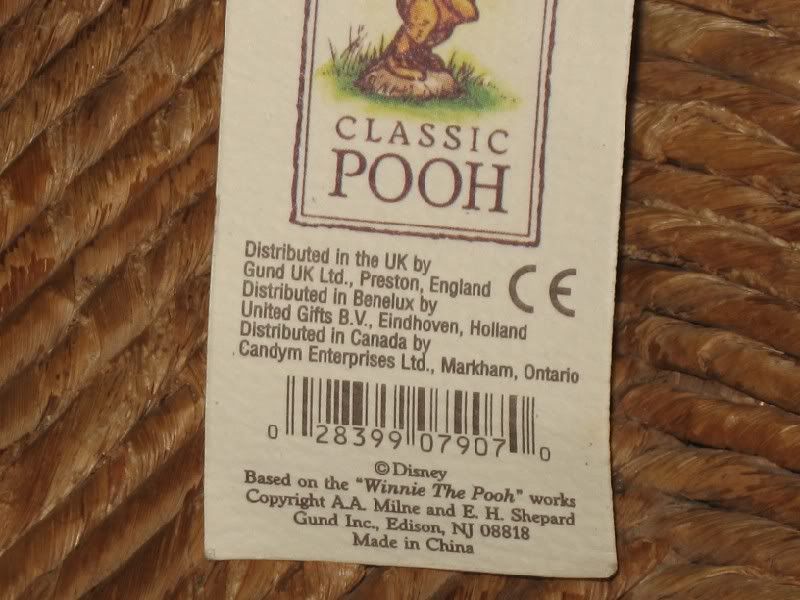 CLASSIC
POOH
Distributed in the UK by
Gund UK Ltd., Preston, England
Distributed in Benelux by
United Gifts B.V., Eindhoven, Holland
Distributed in Canada by
Candym Enterprises Ltd., Markham, Ontario
CE
0 28399 07907 0
©Disney
Based on the "Winnie The Pooh" works
Copyright A.A. Milne and E. H. Shepard
Gund Inc., Edison, NJ 08818
Made in China